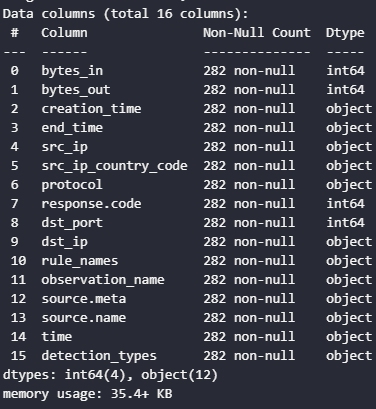 Data columns (total 16 columns):
 #   Column               Non-Null Count  Dtype
---  ------               --------------  -----
 0   bytes_in             282 non-null    int64
 1   bytes_out            282 non-null    int64
 2   creation_time        282 non-null    object
 3   end_time             282 non-null    object
 4   src_ip               282 non-null    object
 5   src_ip_country_code  282 non-null    object
 6   protocol             282 non-null    object
 7   response.code        282 non-null    int64
 8   dst_port             282 non-null    int64
 9   dst_ip               282 non-null    object
 10  rule_names           282 non-null    object
 11  observation_name     282 non-null    object
 12  source.meta          282 non-null    object
 13  source.name          282 non-null    object
 14  time                 282 non-null    object
 15  detection_types      282 non-null    object
dtypes: int64(4), object(12)
memory usage: 35.4+ KB